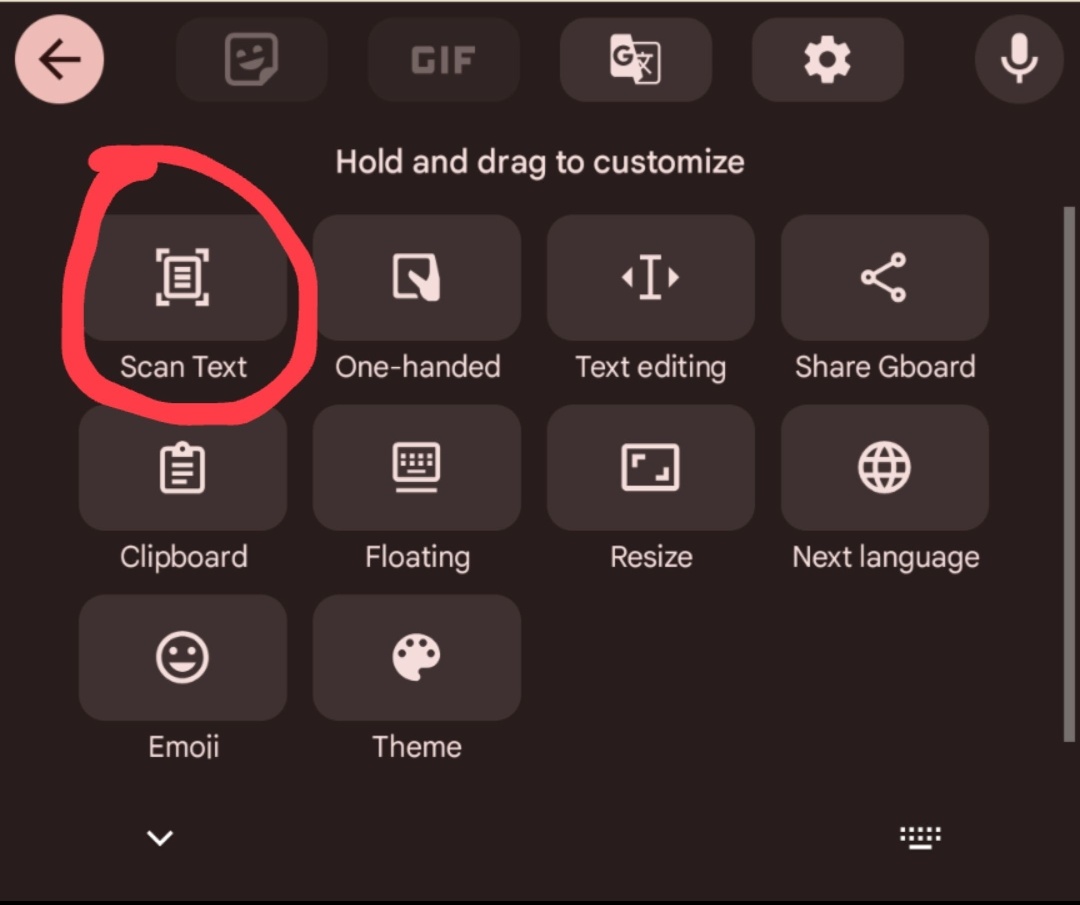 GIF
G 文
Hold and drag to customize
Scan Text One-handed Text editing Share Gboard
Clipboard Floating Resize Next language
Emoji Theme